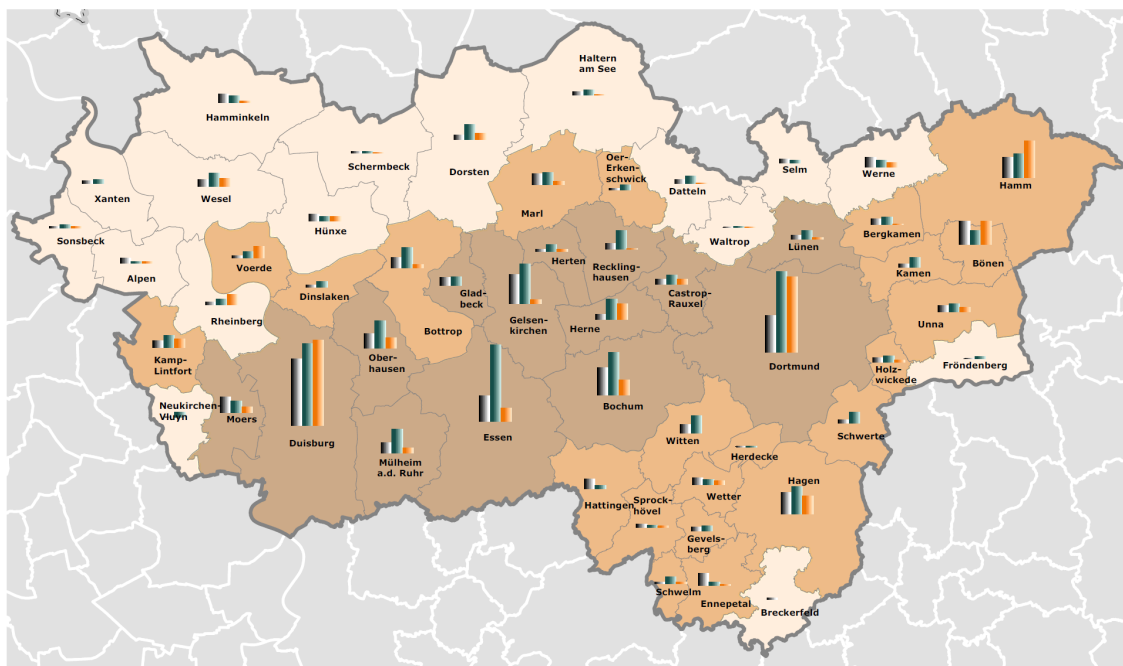 Haltern
am See
Hamminkeln
Schermbeck
Dorsten
Oer-
Erken-
schwick
Selm
Werne
Hamm
Xanten
Wesel
Datteln
Marl
Hünxe
Waltrop
Lünen
Bergkamen
Sonsbeck
Alpen
Voerde
Herten
Reckling-
hausen
Kamen
Bönen
Dinslaken
Glad-
beck
Castrop-
Rauxel
Rheinberg
Bottrop
Gelsen-
kirchen
Herne
Unna
Kamp-
Lintfort
Ober-
hausen
Dortmund
Holz-
wickede
Fröndenberg
Neukirchen-
Vluyn
Moers
Duisburg
Essen
Bochum
Mülheim
a.d. Ruhr
Witten
Schwerte
Herdecke
Hattingen
Sprock-
hövel
Wetter
Hagen
Gevels-
berg
Schwelm
Ennepetal
Breckerfeld